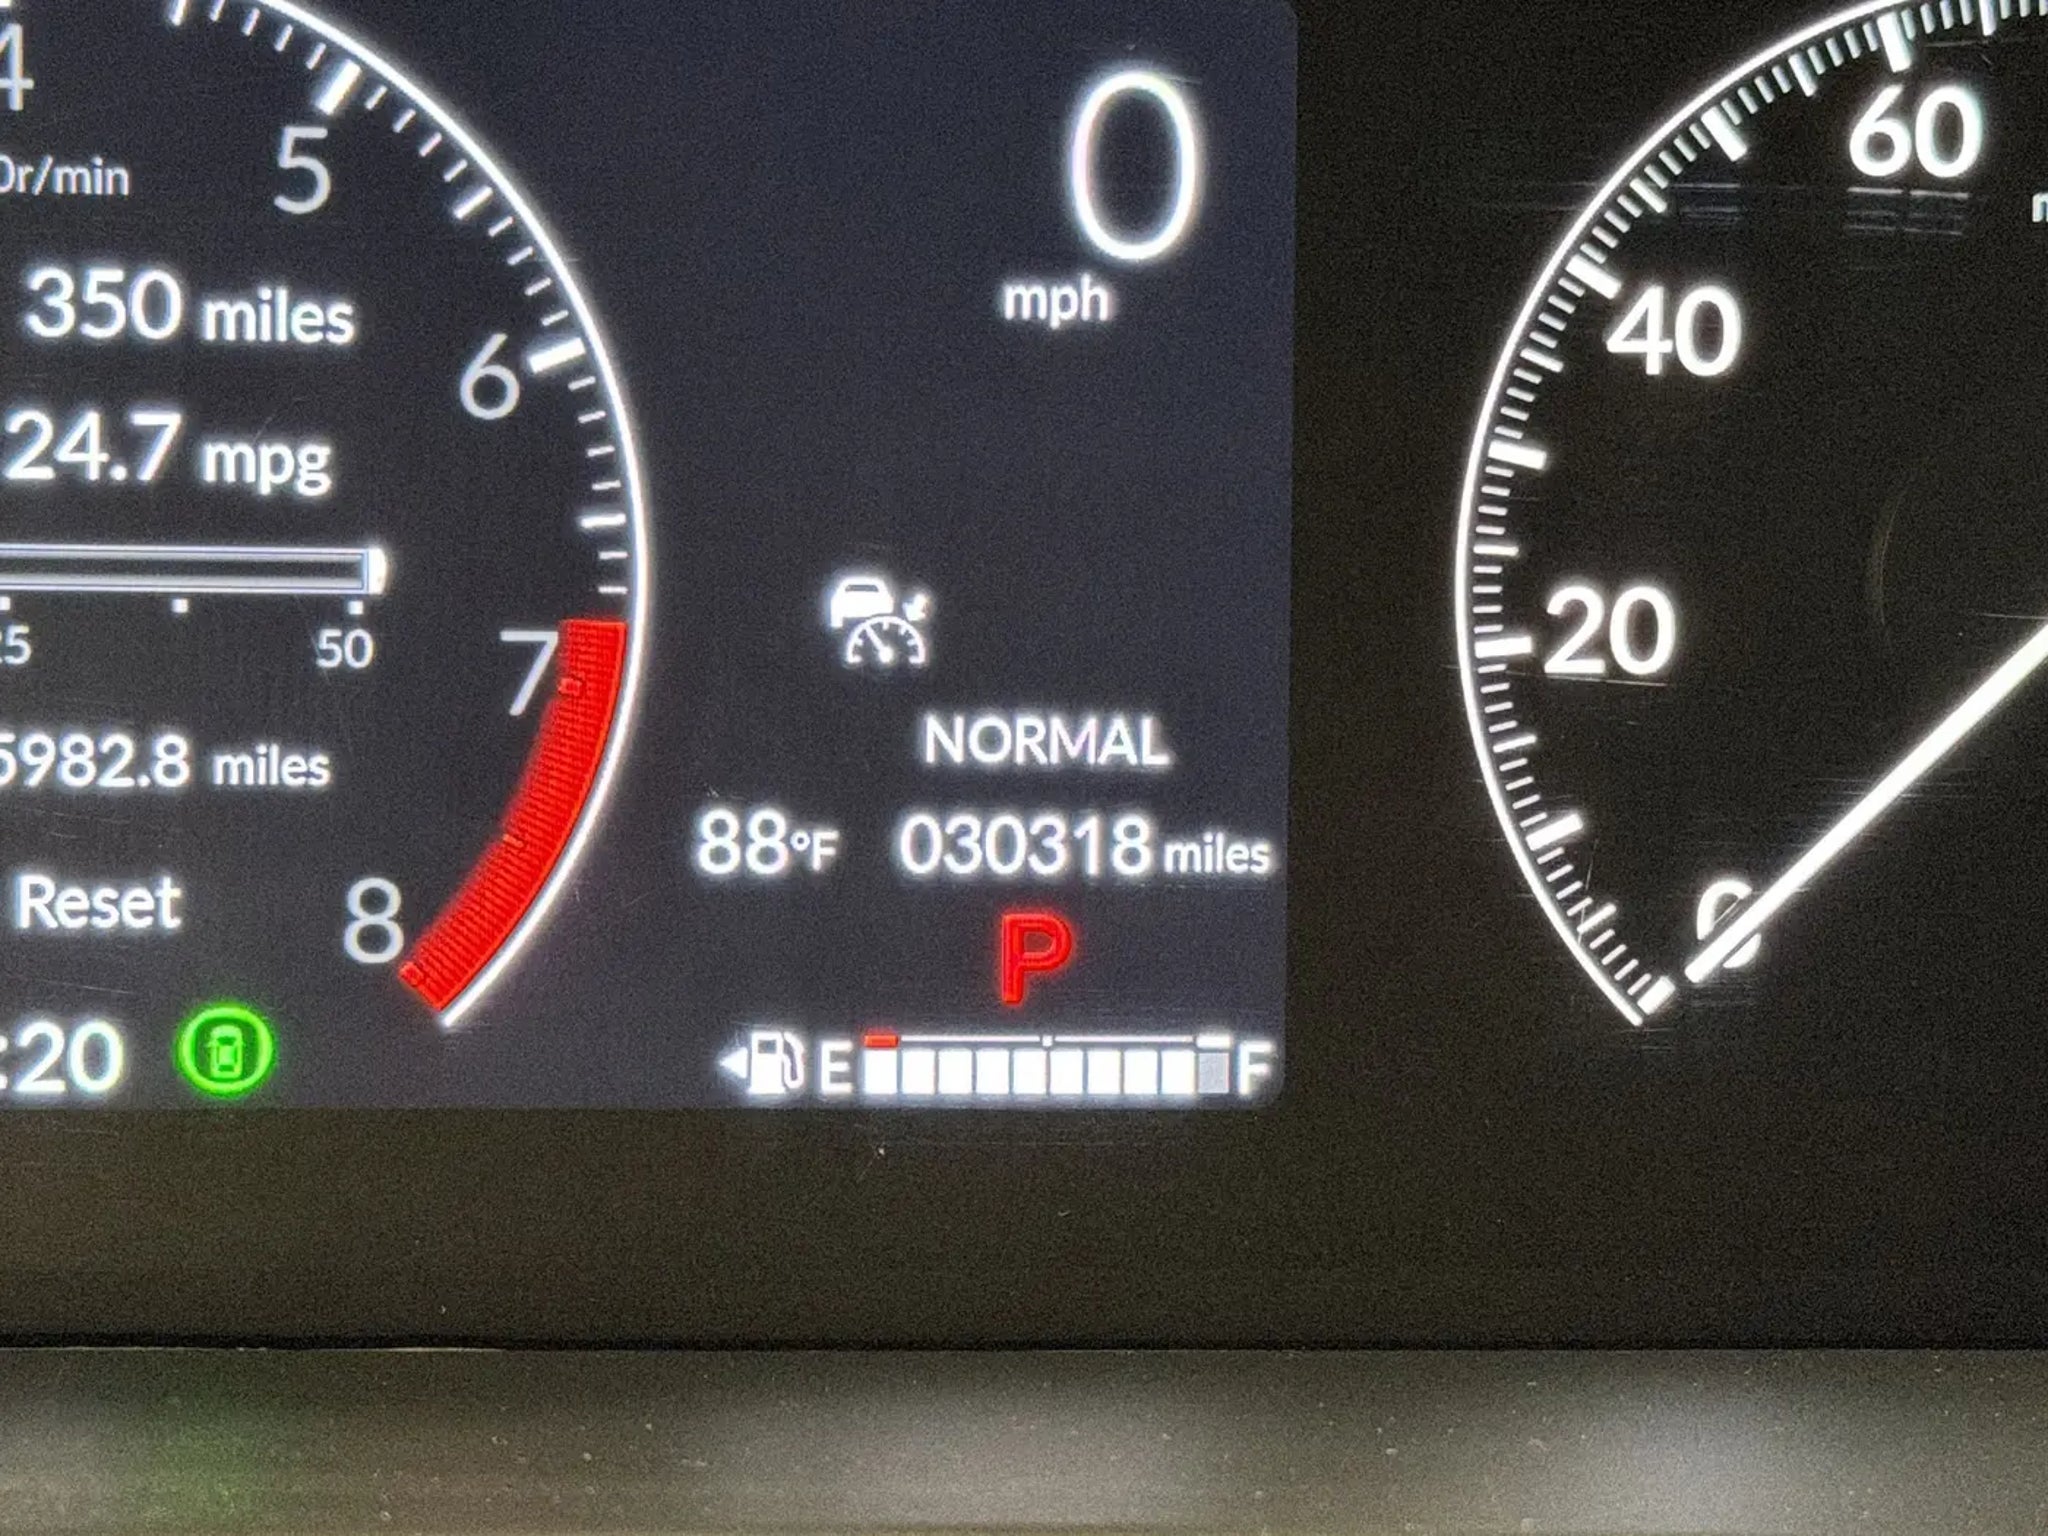 4
5
0r/min
350 miles
6
24.7 mpg
50
7
5982.8 miles
Reset
8
:20
0
mph
NORMAL
88°F 030318 miles
P
E F
60
40
20
0